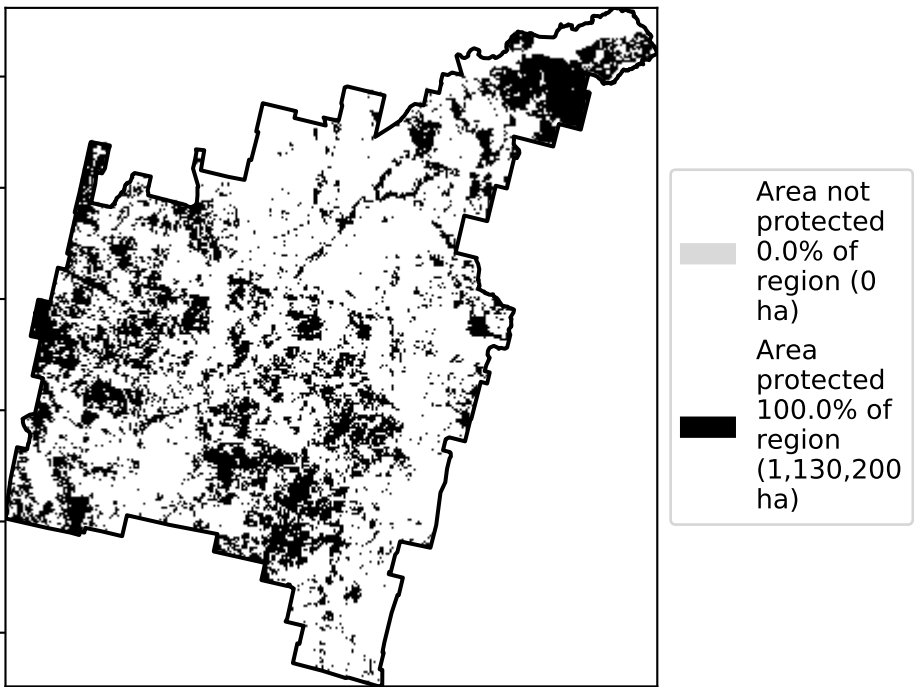 Area not
protected
0.0% of
region (0
ha)
Area
protected
100.0% of
region
(1,130,200
ha)